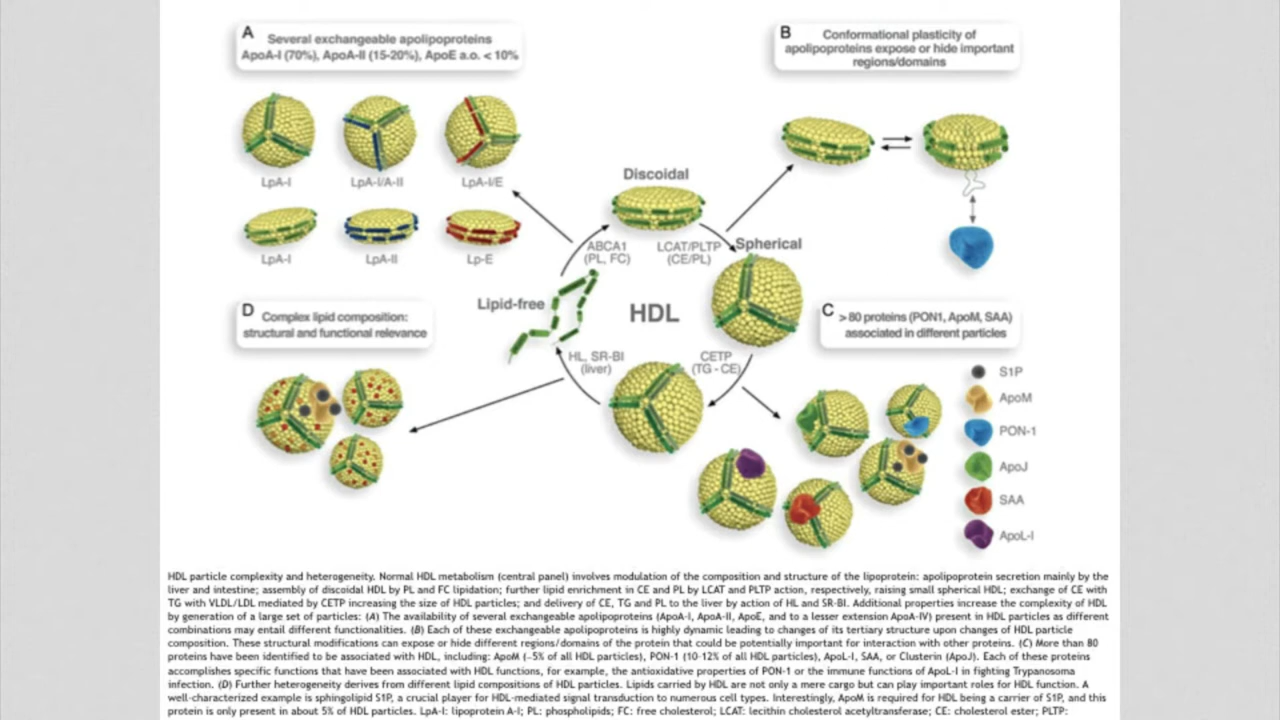 A
Several exchangeable apolipoproteins
ApoA-I (70%), ApoA-II (15-20%), ApoE a.o. < 10%
B
Conformational plasticity of
apolipoproteins expose or hide important
regions/domains
LpA-I
LpA-I/A-II
LpA-I/E
LpA-I
LpA-II
Lp-E
Discoidal
ABCA1
(PL, FC)
LCAT/PLTP
(CE/PL)
Spherical
Lipid-free
HDL
HL, SR-BI
(liver)
CETP
(TG - CE)
D
Complex lipid composition:
structural and functional relevance
C
> 80 proteins (PON1, ApoM, SAA)
associated in different particles
S1P
ApoM
PON-1
ApoJ
SAA
ApoL-I
HDL particle complexity and heterogeneity. Normal HDL metabolism (central panel) involves modulation of the composition and structure of the lipoprotein: apolipoprotein secretion mainly by the
liver and intestine; assembly of discoidal HDL by PL and FC lipidation; further lipid enrichment in CE and PL by LCAT and PLTP action, respectively, raising small spherical HDL; exchange of CE with
TG with VLDL/LDL mediated by CETP increasing the size of HDL particles; and delivery of CE, TG and PL to the liver by action of HL and SR-BI. Additional properties increase the complexity of HDL
by generation of a large set of particles: (A) The availability of several exchangeable apolipoproteins (ApoA-I, ApoA-II, ApoE, and to a lesser extension ApoA-IV) present in HDL particles as different
combinations may entail different functionalities. (B) Each of these exchangeable apolipoproteins is highly dynamic leading to changes of its tertiary structure upon changes of HDL particle
composition. These structural modifications can expose or hide different regions/domains of the protein that could be potentially important for interaction with other proteins. (C) More than 80
proteins have been identified to be associated with HDL, including: ApoM (~5% of all HDL particles), PON-1 (10-12% of all HDL particles), ApoL-I, SAA, or Clusterin (ApoJ). Each of these proteins
accomplishes specific functions that have been associated with HDL functions, for example, the antioxidative properties of PON-1 or the immune functions of ApoL-I in fighting Trypanosoma
infection. (D) Further heterogeneity derives from different lipid compositions of HDL particles. Lipids carried by HDL are not only a mere cargo but can play important roles for HDL function. A
well-characterized example is sphingolipid S1P, a crucial player for HDL-mediated signal transduction to numerous cell types. Interestingly, ApoM is required for HDL being a carrier of S1P, and this
protein is only present in about 5% of HDL particles. LpA-I: lipoprotein A-I; PL: phospholipids; FC: free cholesterol; LCAT: lecithin cholesterol acetyltransferase; CE: cholesterol ester; PLTP: